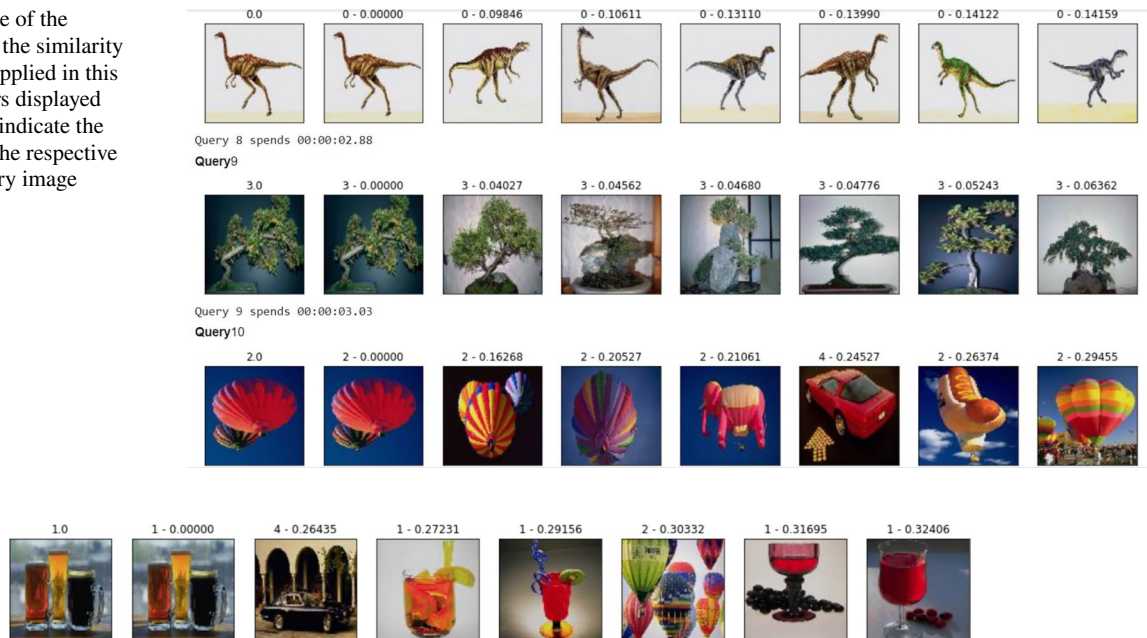 e of the
the similarity
pplied in this
rs displayed
indicate the
he respective
ry image
0.0 0 - 0.00000 0 - 0.09846 0 - 0.10611 0 - 0.13110 0 - 0.13990 0 - 0.14122 0 - 0.14159
Query 8 spends 00:00:02.88
Query9
3.0 3 - 0.00000 3 - 0.04027 3 - 0.04562 3 - 0.04680 3 - 0.04776 3 - 0.05243 3 - 0.06362
Query 9 spends 00:00:03.03
Query10
2.0 2 - 0.00000 2 - 0.16268 2 - 0.20527 2 - 0.21061 4 - 0.24527 2 - 0.26374 2 - 0.29455
1.0 1 - 0.00000 4 - 0.26435 1 - 0.27231 1 - 0.29156 2 - 0.30332 1 - 0.31695 1 - 0.32406